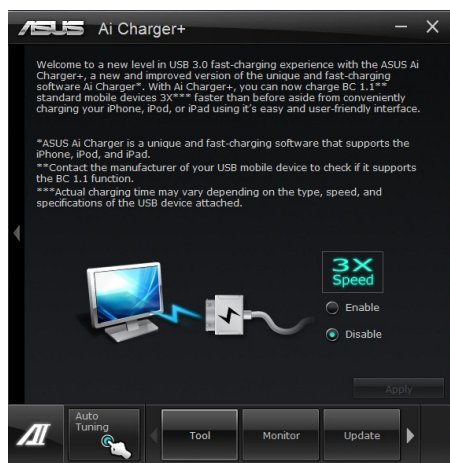 ASUS Ai Charger+
Welcome to a new level in USB 3.0 fast-charging experience with the ASUS Ai
Charger+, a new and improved version of the unique and fast-charging
software Ai Charger*. With Ai Charger+, you can now charge BC 1.1**
standard mobile devices 3X*** faster than before aside from conveniently
charging your iPhone, iPod, or iPad using it's easy and user-friendly interface.
*ASUS Ai Charger is a unique and fast-charging software that supports the
iPhone, iPod, and iPad.
**Contact the manufacturer of your USB mobile device to check if it supports
the BC 1.1 function.
***Actual charging time may vary depending on the type, speed, and
specifications of the USB device attached.
3X
Speed
Enable
Disable
Apply
AI
Auto
Tuning
Tool
Monitor
Update